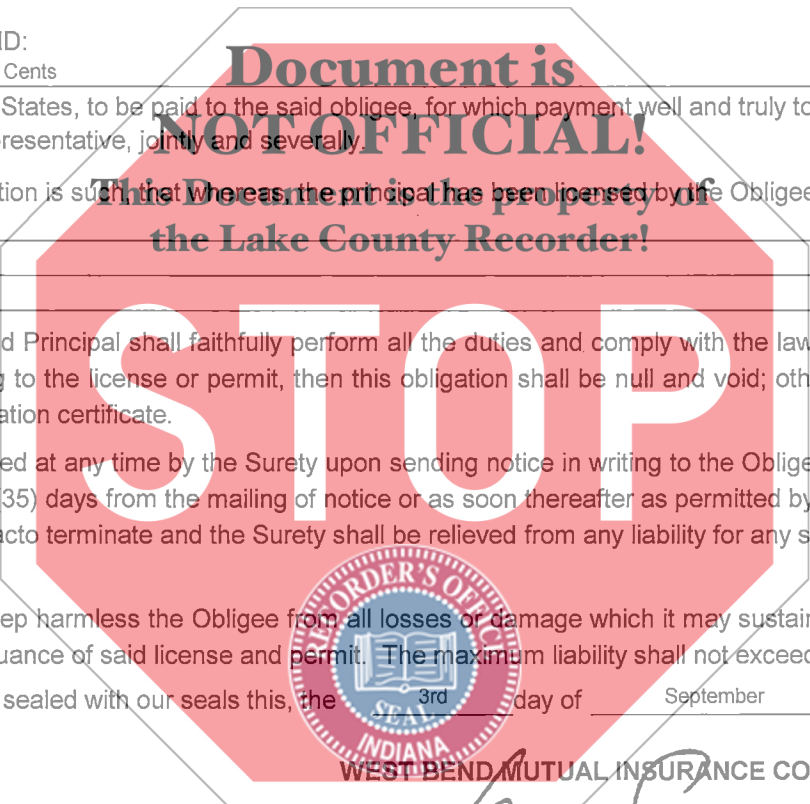 ID:
Cents
Document is
States, to be paid to the said obligee, for which payment well and truly to
NOT OFFICIAL!
resentative, jointly and severally.
tion is such, that whereas, the principal has been licensed by the Obligee
This Document is the property of
the Lake County Recorder!
STOP
d Principal shall faithfully perform all the duties and comply with the law
g to the license or permit, then this obligation shall be null and void; oth
ation certificate.
ed at any time by the Surety upon sending notice in writing to the Oblige
(35) days from the mailing of notice or as soon thereafter as permitted by
acto terminate and the Surety shall be relieved from any liability for any s
ep harmless the Obligee from all losses or damage which it may sustain
uance of said license and permit. The maximum liability shall not exceed
sealed with our seals this, the 3rd day of September
RECORDER'S OFFICE
SEAL
INDIANA
WEST BEND MUTUAL INSURANCE CO